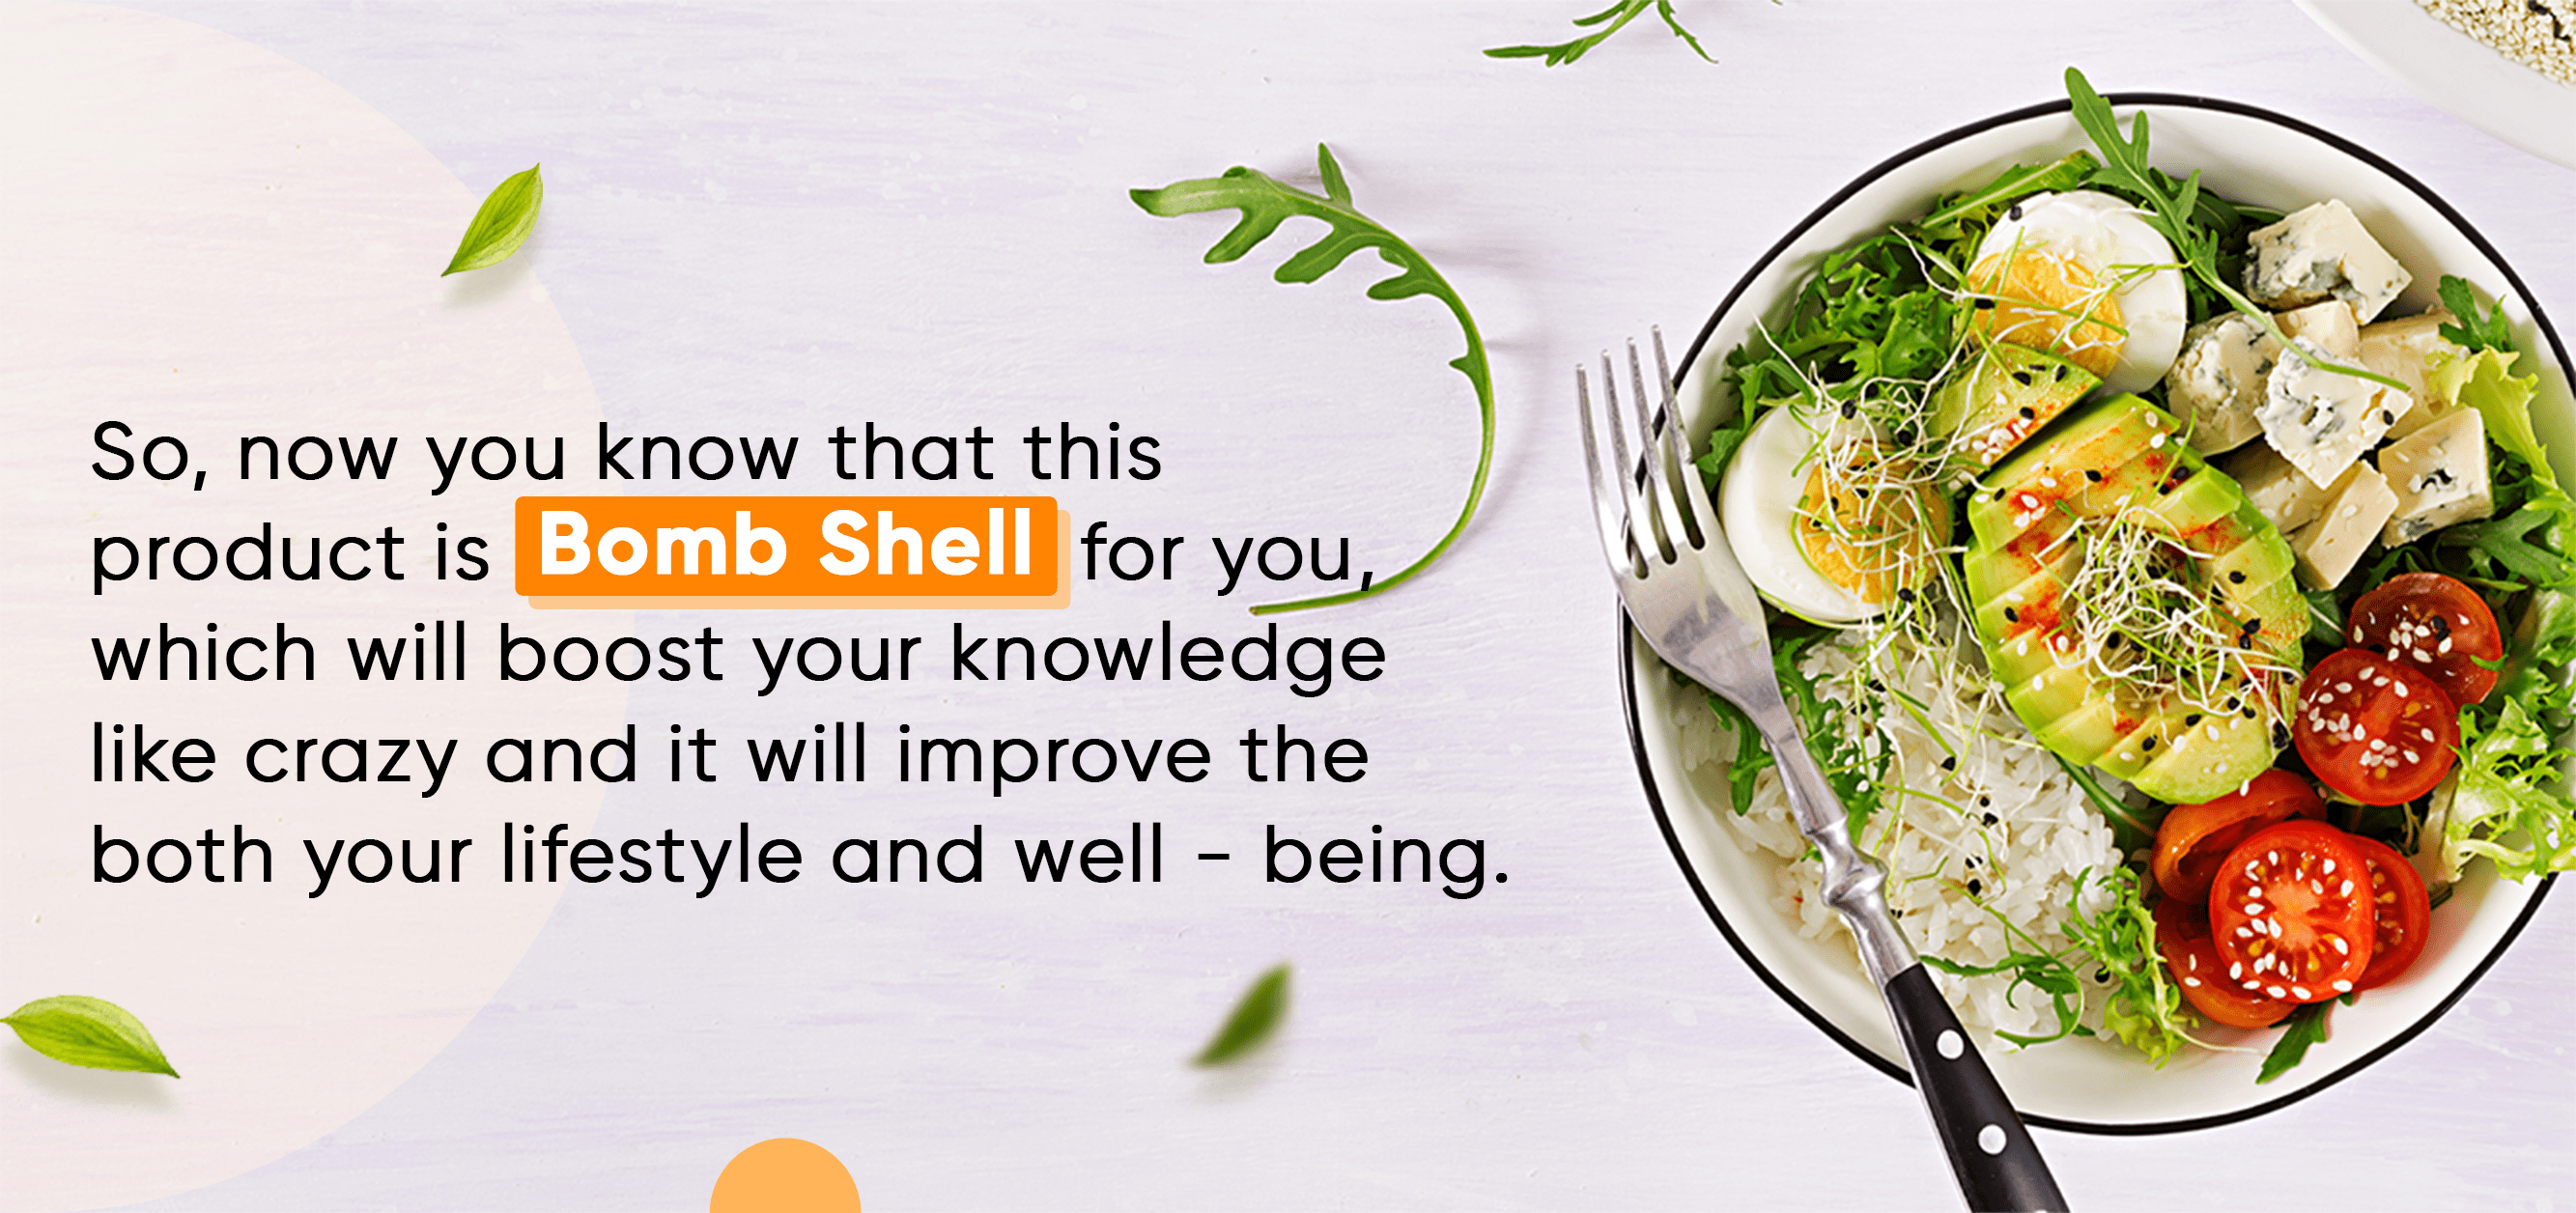 So, now you know that this
product is Bomb Shell for you,
which will boost your knowledge
like crazy and it will improve the
both your lifestyle and well - being.